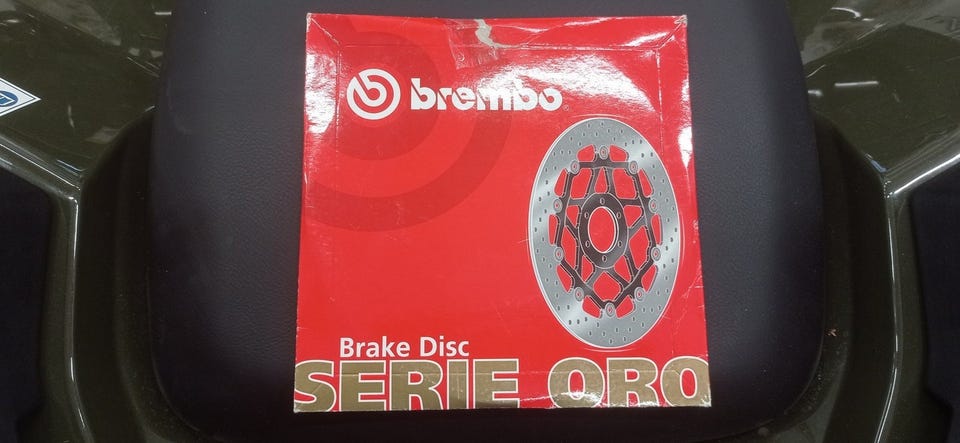 brembo
Brake Disc
SERIE ORO